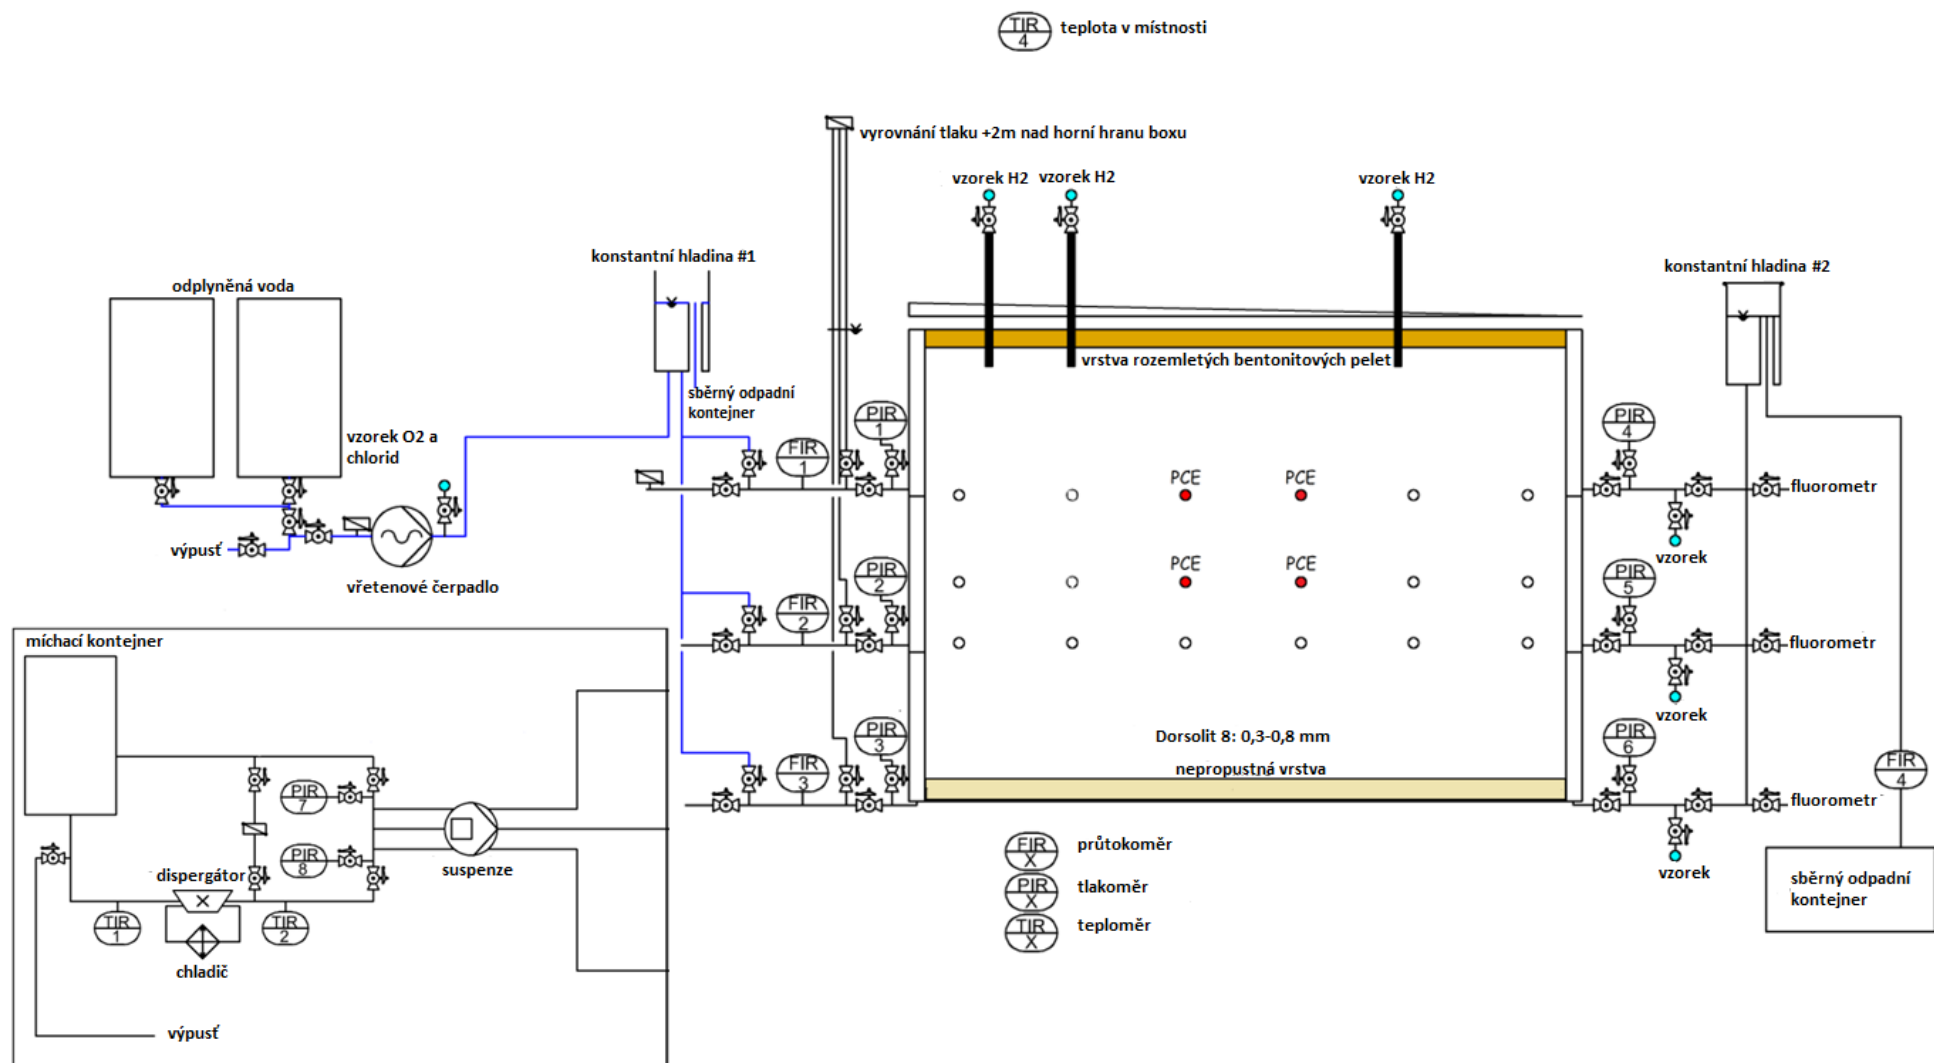 TIR
4
teplota v místnosti
vyrovnání tlaku +2m nad horní hranu boxu
vzorek H2
vzorek H2
vzorek H2
konstantní hladina #1
konstantní hladina #2
odplyněná voda
vrstva rozemletých bentonitových pelet
sběrný odpadní
kontejner
vzorek O2 a
chlorid
FIR
1
PIR
1
PIR
4
PCE
PCE
fluorometr
výpusť
vzorek
vřetenové čerpadlo
FIR
2
PIR
2
PCE
PCE
PIR
5
fluorometr
vzorek
míchací kontejner
FIR
3
PIR
3
Dorsolit 8: 0,3-0,8 mm
nepropustná vrstva
PIR
6
fluorometr
vzorek
FIR
4
PIR
7
PIR
8
suspenze
dispergátor
TIR
1
TIR
2
chladič
výpusť
FIR
X
průtokoměr
PIR
X
tlakoměr
TIR
X
teploměr
sběrný odpadní
kontejner